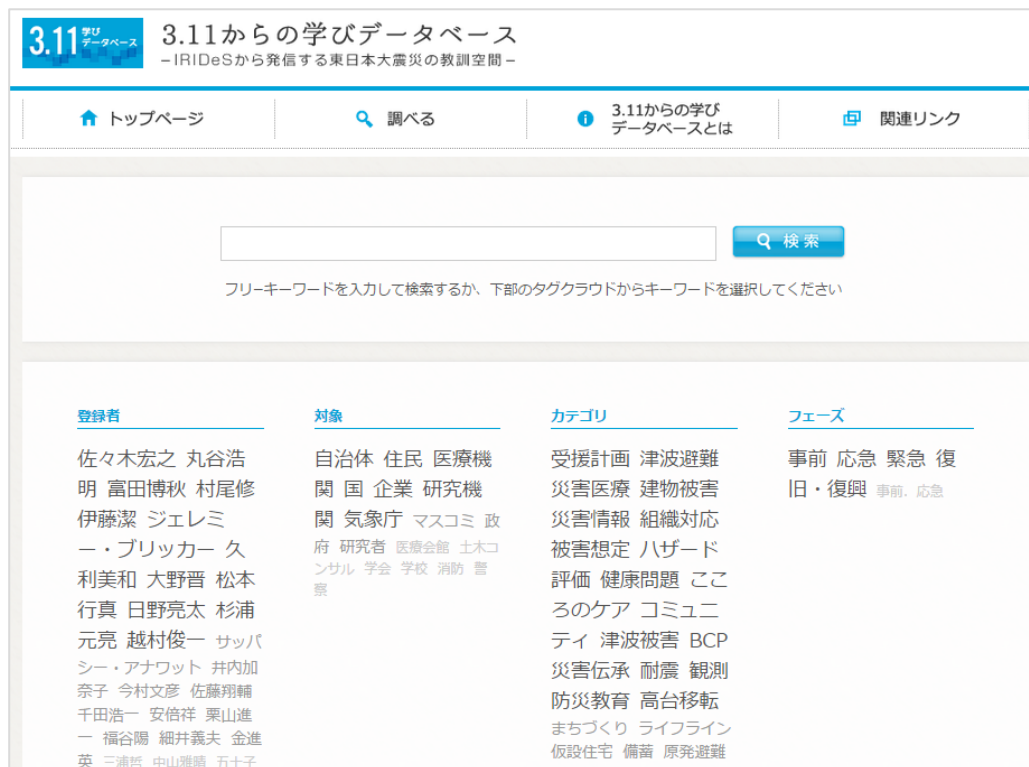 3.11 学び
データベース
3.11からの学びデータベース
–IRIDeSから発信する東日本大震災の教訓空間–
トップページ
調べる
3.11からの学び
データベースとは
関連リンク
検索
フリーキーワードを入力して検索するか、下部のタグクラウドからキーワードを選択してください
登録者
佐々木宏之 丸谷浩
明 富田博秋 村尾修
伊藤潔 ジェレミ
ー・ブリッカー 久
利美和 大野晋 松本
行真 日野亮太 杉浦
元亮 越村俊一 サッパ
シー・アナワット 井内加
奈子 今村文彦 佐藤翔輔
千田浩一 安倍祥 栗山進
一 福谷陽 細井義夫 金進
英 三浦哲 中山雅晴 五十子
対象
自治体 住民 医療機
関 国 企業 研究機
関 気象庁 マスコミ 政
府 研究者 医療会館 土木コ
ンサル 学会 学校 消防 警
察
カテゴリ
受援計画 津波避難
災害医療 建物被害
災害情報 組織対応
被害想定 ハザード
評価 健康問題 ここ
ろのケア コミュニ
ティ 津波被害 BCP
災害伝承 耐震 観測
防災教育 高台移転
まちづくり ライフライン
仮設住宅 備蓄 原発避難
フェーズ
事前 応急 緊急 復
旧・復興 事前．応急